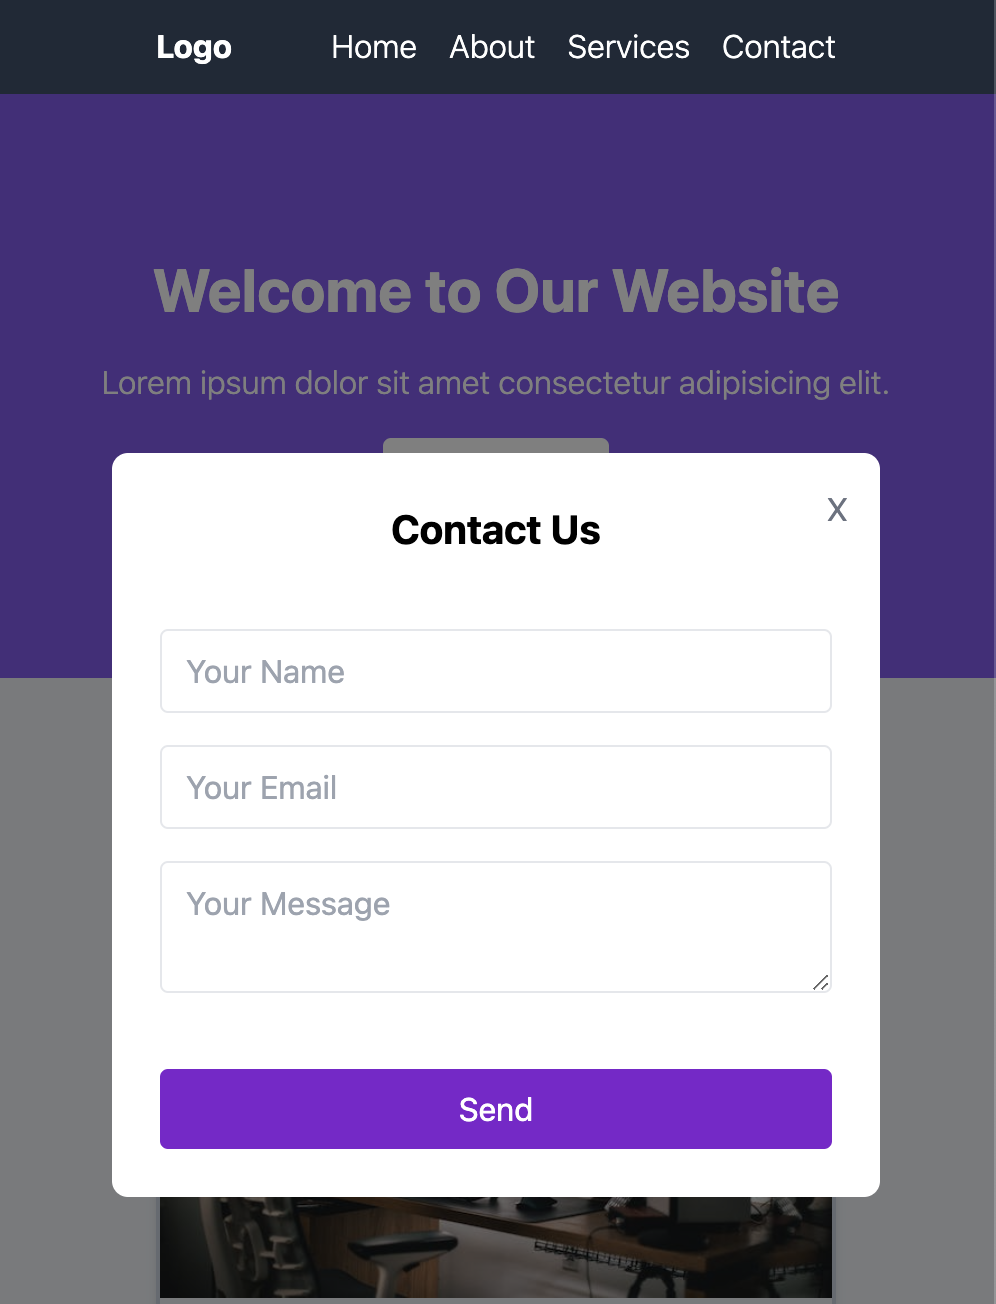 Logo Home About Services Contact
Welcome to Our Website
Lorem ipsum dolor sit amet consectetur adipisicing elit.
X
Contact Us
Your Name
Your Email
Your Message
Send